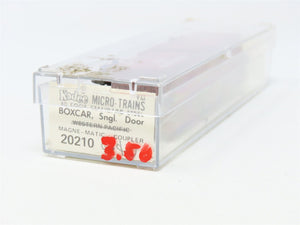 Kadee MICRO-TRAINS
BOXCAR, Sngl. Door
WESTERN PACIFIC
MAGNE-MATIC COUPLER
20210
3.50